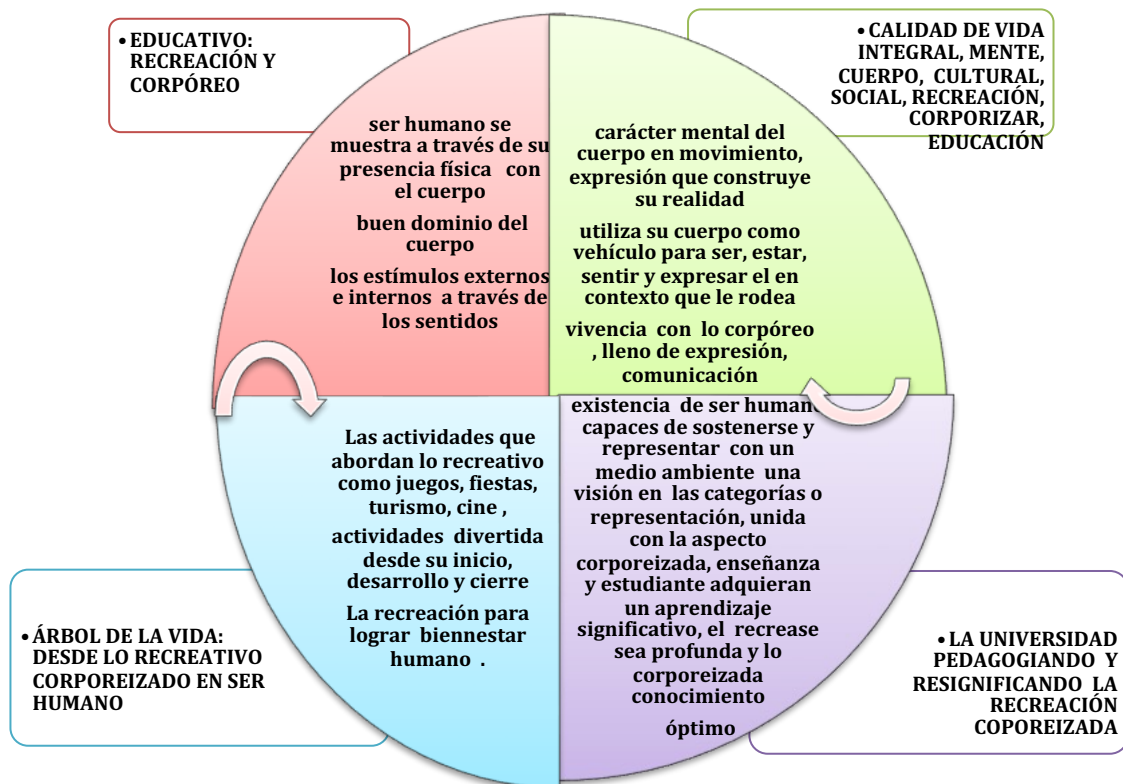 • EDUCATIVO:
RECREACIÓN Y
CORPÓREO
• CALIDAD DE VIDA
INTEGRAL, MENTE,
CUERPO, CULTURAL,
SOCIAL, RECREACIÓN,
CORPORIZAR,
EDUCACIÓN
ser humano se
muestra a través de su
presencia física con
el cuerpo
buen dominio del
cuerpo
los estímulos externos
e internos a través de
los sentidos
carácter mental del
cuerpo en movimiento,
expresión que construye
su realidad
utiliza su cuerpo como
vehículo para ser, estar,
sentir y expresar el en
contexto que le rodea
vivencia con lo corpóreo
, lleno de expresión,
comunicación
Las actividades que
abordan lo recreativo
como juegos, fiestas,
turismo, cine ,
actividades divertida
desde su inicio,
desarrollo y cierre
La recreación para
lograr biennestar
humano .
existencia de ser humano
capaces de sostenerse y
representar con un
medio ambiente una
visión en las categorías o
representación, unida
con la aspecto
corporeizada, enseñanza
y estudiante adquieran
un aprendizaje
significativo, el recrease
sea profunda y lo
corporeizada
conocimiento
óptimo
• ÁRBOL DE LA VIDA:
DESDE LO RECREATIVO
CORPOREIZADO EN SER
HUMANO
• LA UNIVERSIDAD
PEDAGOGIANDO Y
RESIGNIFICANDO LA
RECREACIÓN
COPOREIZADA